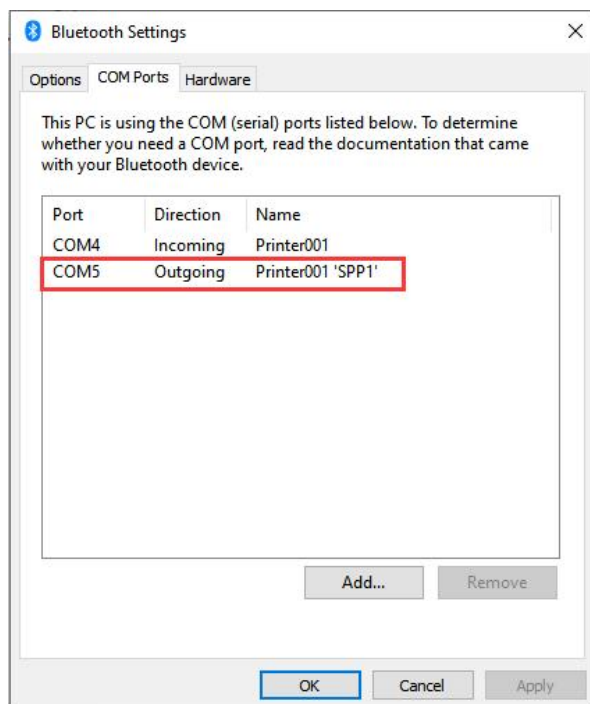 Bluetooth Settings
Options COM Ports Hardware
This PC is using the COM (serial) ports listed below. To determine
whether you need a COM port, read the documentation that came
with your Bluetooth device.
Port Direction Name
COM4 Incoming Printer001
COM5 Outgoing Printer001 'SPP1'
Add... Remove
OK Cancel Apply